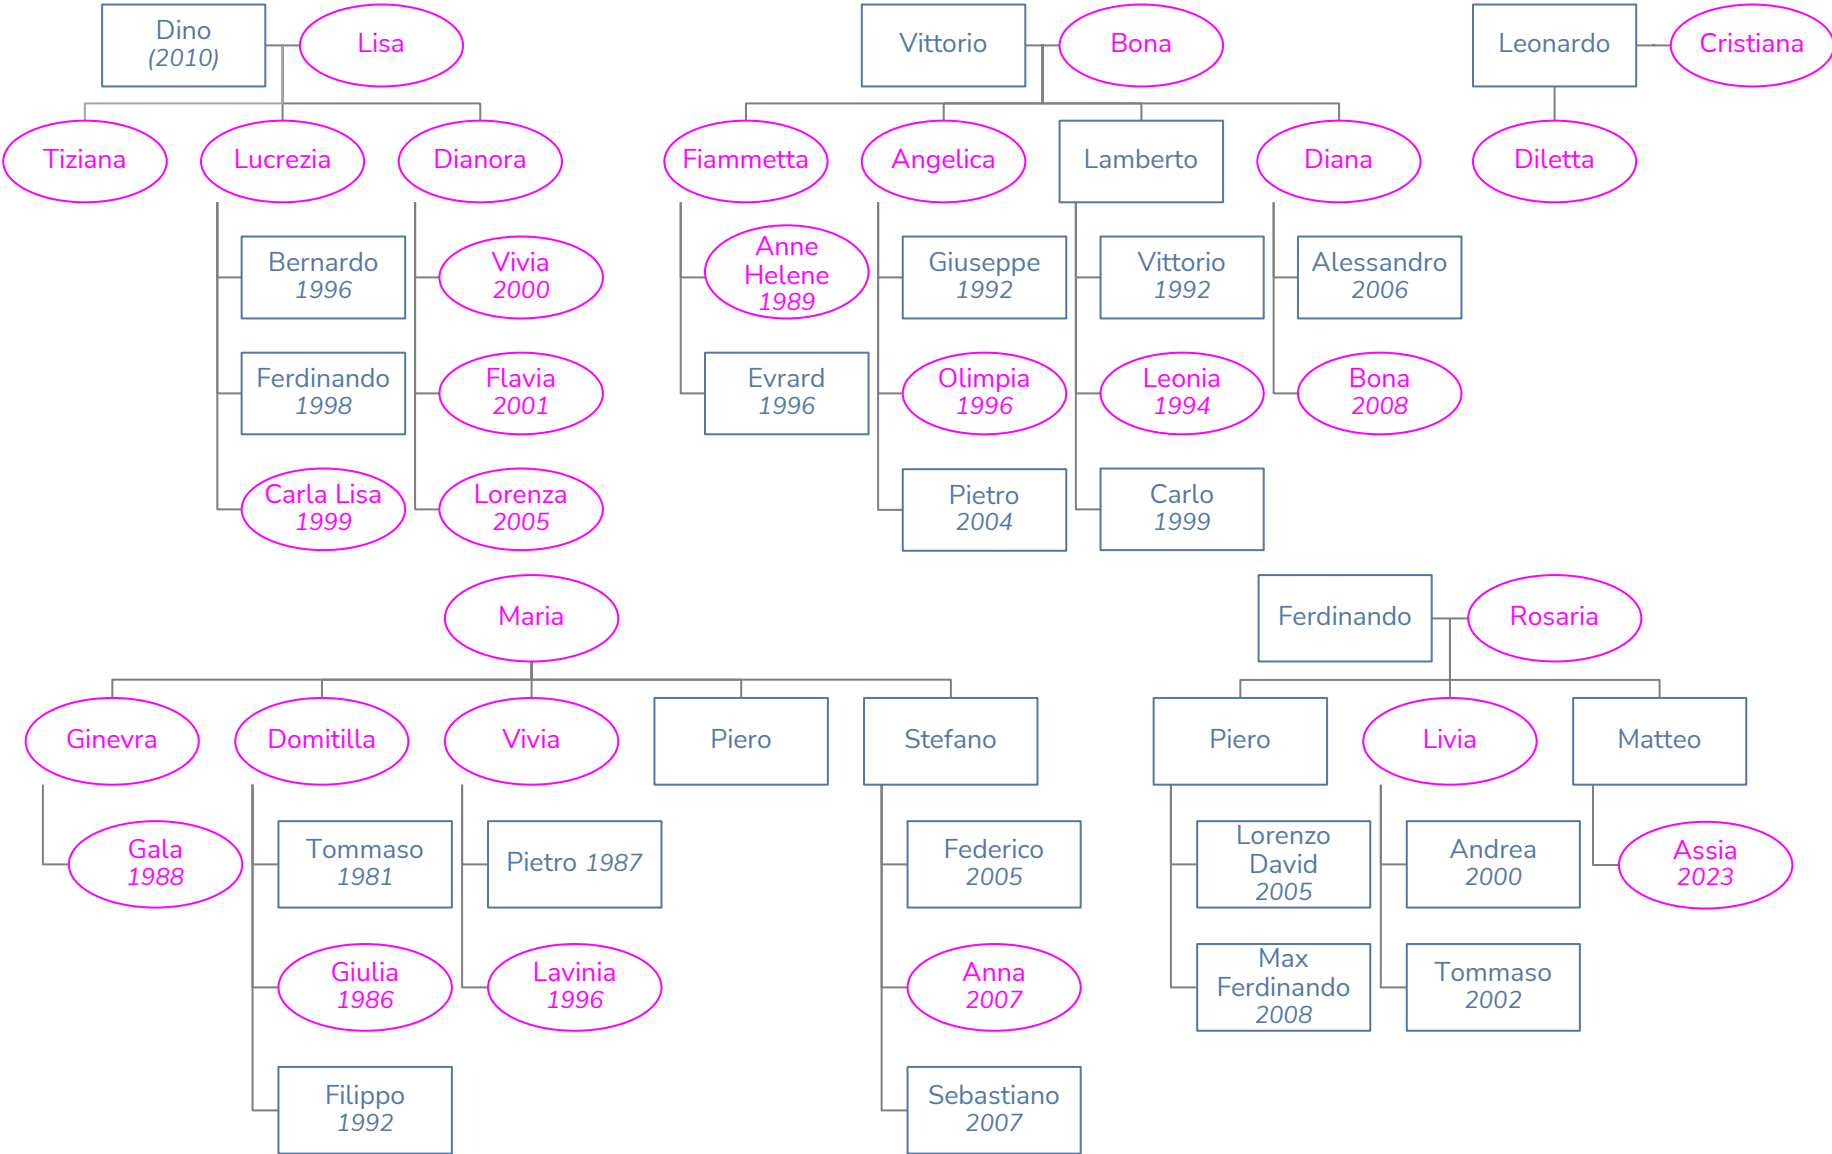 Dino
(2010)
Lisa
Vittorio
Bona
Leonardo
Cristiana
Tiziana
Lucrezia
Dianora
Fiammetta
Angelica
Lamberto
Diana
Diletta
Bernardo
1996
Vivia
2000
Anne
Helene
1989
Giuseppe
1992
Vittorio
1992
Alessandro
2006
Ferdinando
1998
Flavia
2001
Evrard
1996
Olimpia
1996
Leonia
1994
Bona
2008
Carla Lisa
1999
Lorenza
2005
Pietro
2004
Carlo
1999
Maria
Ferdinando
Rosaria
Ginevra
Domitilla
Vivia
Piero
Stefano
Piero
Livia
Matteo
Gala
1988
Tommaso
1981
Pietro 1987
Federico
2005
Lorenzo
David
2005
Andrea
2000
Assia
2023
Giulia
1986
Lavinia
1996
Anna
2007
Max
Ferdinando
2008
Tommaso
2002
Filippo
1992
Sebastiano
2007